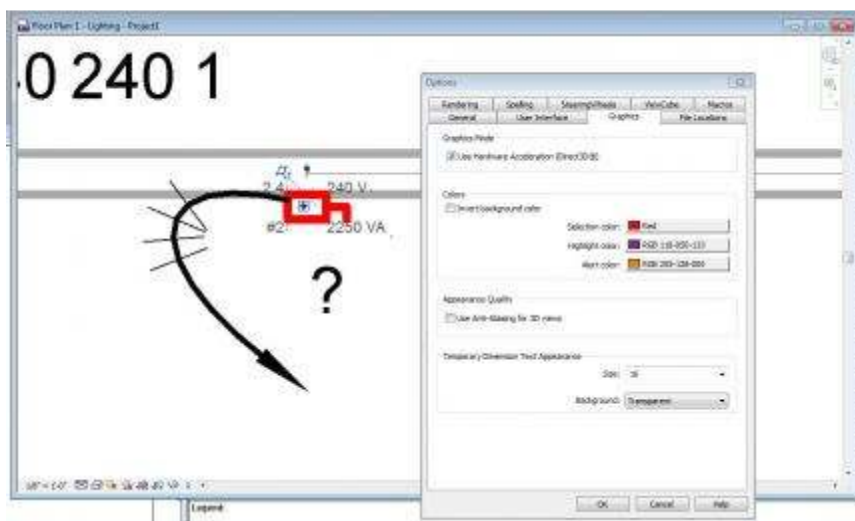 Floor Plan: 1 - Lighting - Project1
0 240 1
240 V
#2
2250 VA
?
Options
Rendering Spelling SteeringWheels ViewCube Macros
General User Interface Graphics File Locations
Graphics Mode
Use Hardware Acceleration (Direct3D®)
Colors
Invert background color
Selection color: Red
Highlight color:
Alert color:
Appearance Quality
Use Anti-Aliasing for 3D views
Temporary Dimension Text Appearance
Size: 16
Background: Transparent
OK Cancel Help
Legend